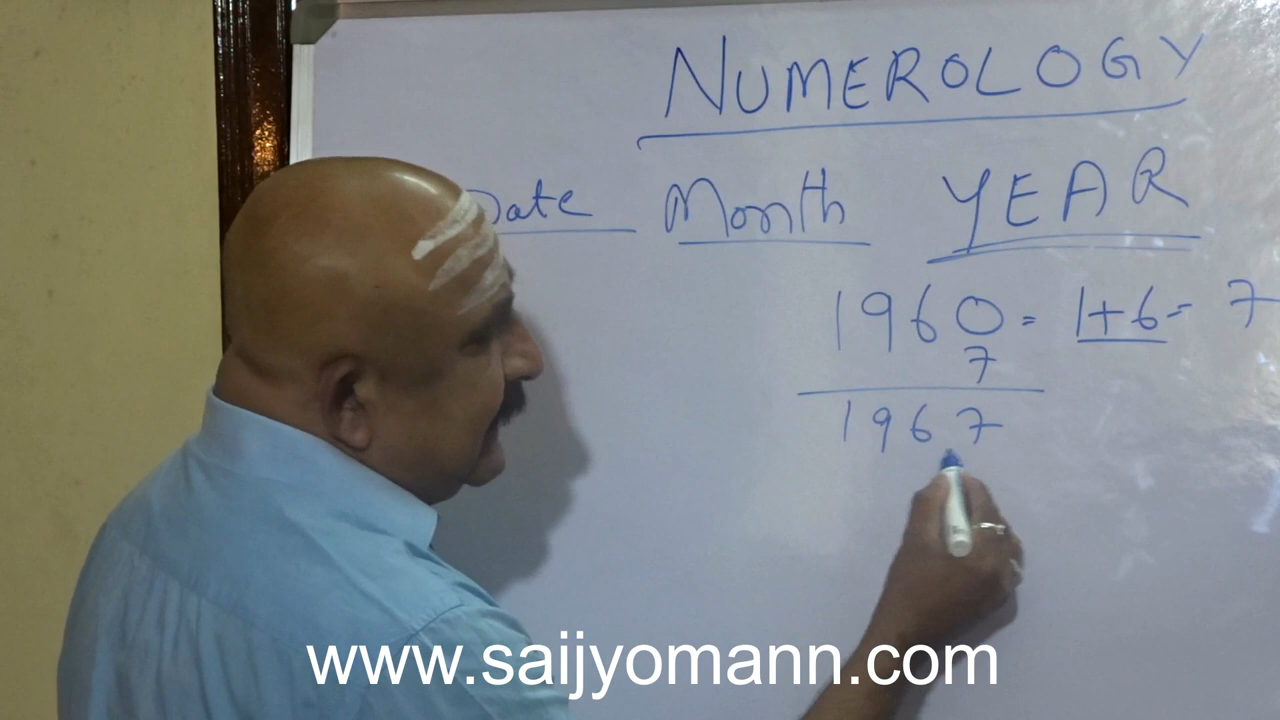 NUMEROLOGY
Date Month YEAR
1960 = 1+6 = 7
7
1967
www.saijyomann.com